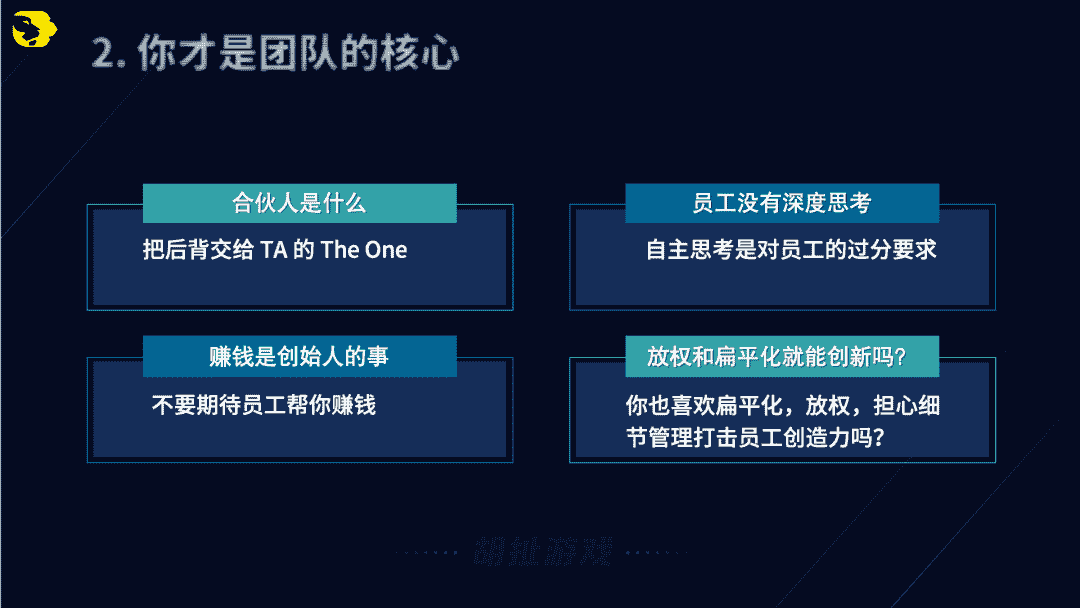 2. 你才是团队的核心
合伙人是什么
把后背交给 TA 的 The One
员工没有深度思考
自主思考是对员工的过分要求
赚钱是创始人的事
不要期待员工帮你赚钱
放权和扁平化就能创新吗？
你也喜欢扁平化，放权，担心细
节管理打击员工创造力吗？
胡扯游戏